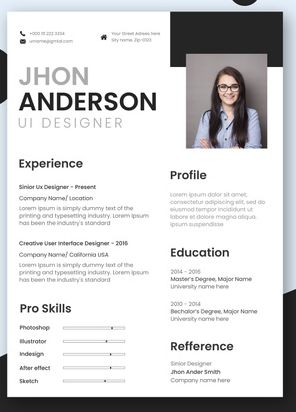 +000 111 222 3334
urname@gmail.com
Your Street Adress here
Sity name, Zip-0123
JHON
ANDERSON
UI DESIGNER
Experience
Sinior Ux Designer - Present
Company Name/ Location
Lorem Ipsum is simply dummy text of the
printing and typesetting industry. Lorem Ipsum
has been the industry's standard
Creative User Interface Designer - 2016
Company Name/ California USA
Lorem Ipsum is simply dummy text of the
printing and typesetting industry. Lorem Ipsum
has been the industry's standard
Pro Skills
Photoshop
Illustrator
Indesign
After effect
Sketch
Profile
Lorem ipsum dolor sit amet,
consectetur adipiscing elit, sed do
eiusmod tempor incididunt ut
labore et dolore magna aliqua.
ipsum suspendisse
Education
2014 - 2016
Master's Degree, Major Name
University name here
2010 - 2014
Bechalor's Degree, Major Name
University name here
Refference
Sinior Designer
Jhon Ander Smith
Company name here